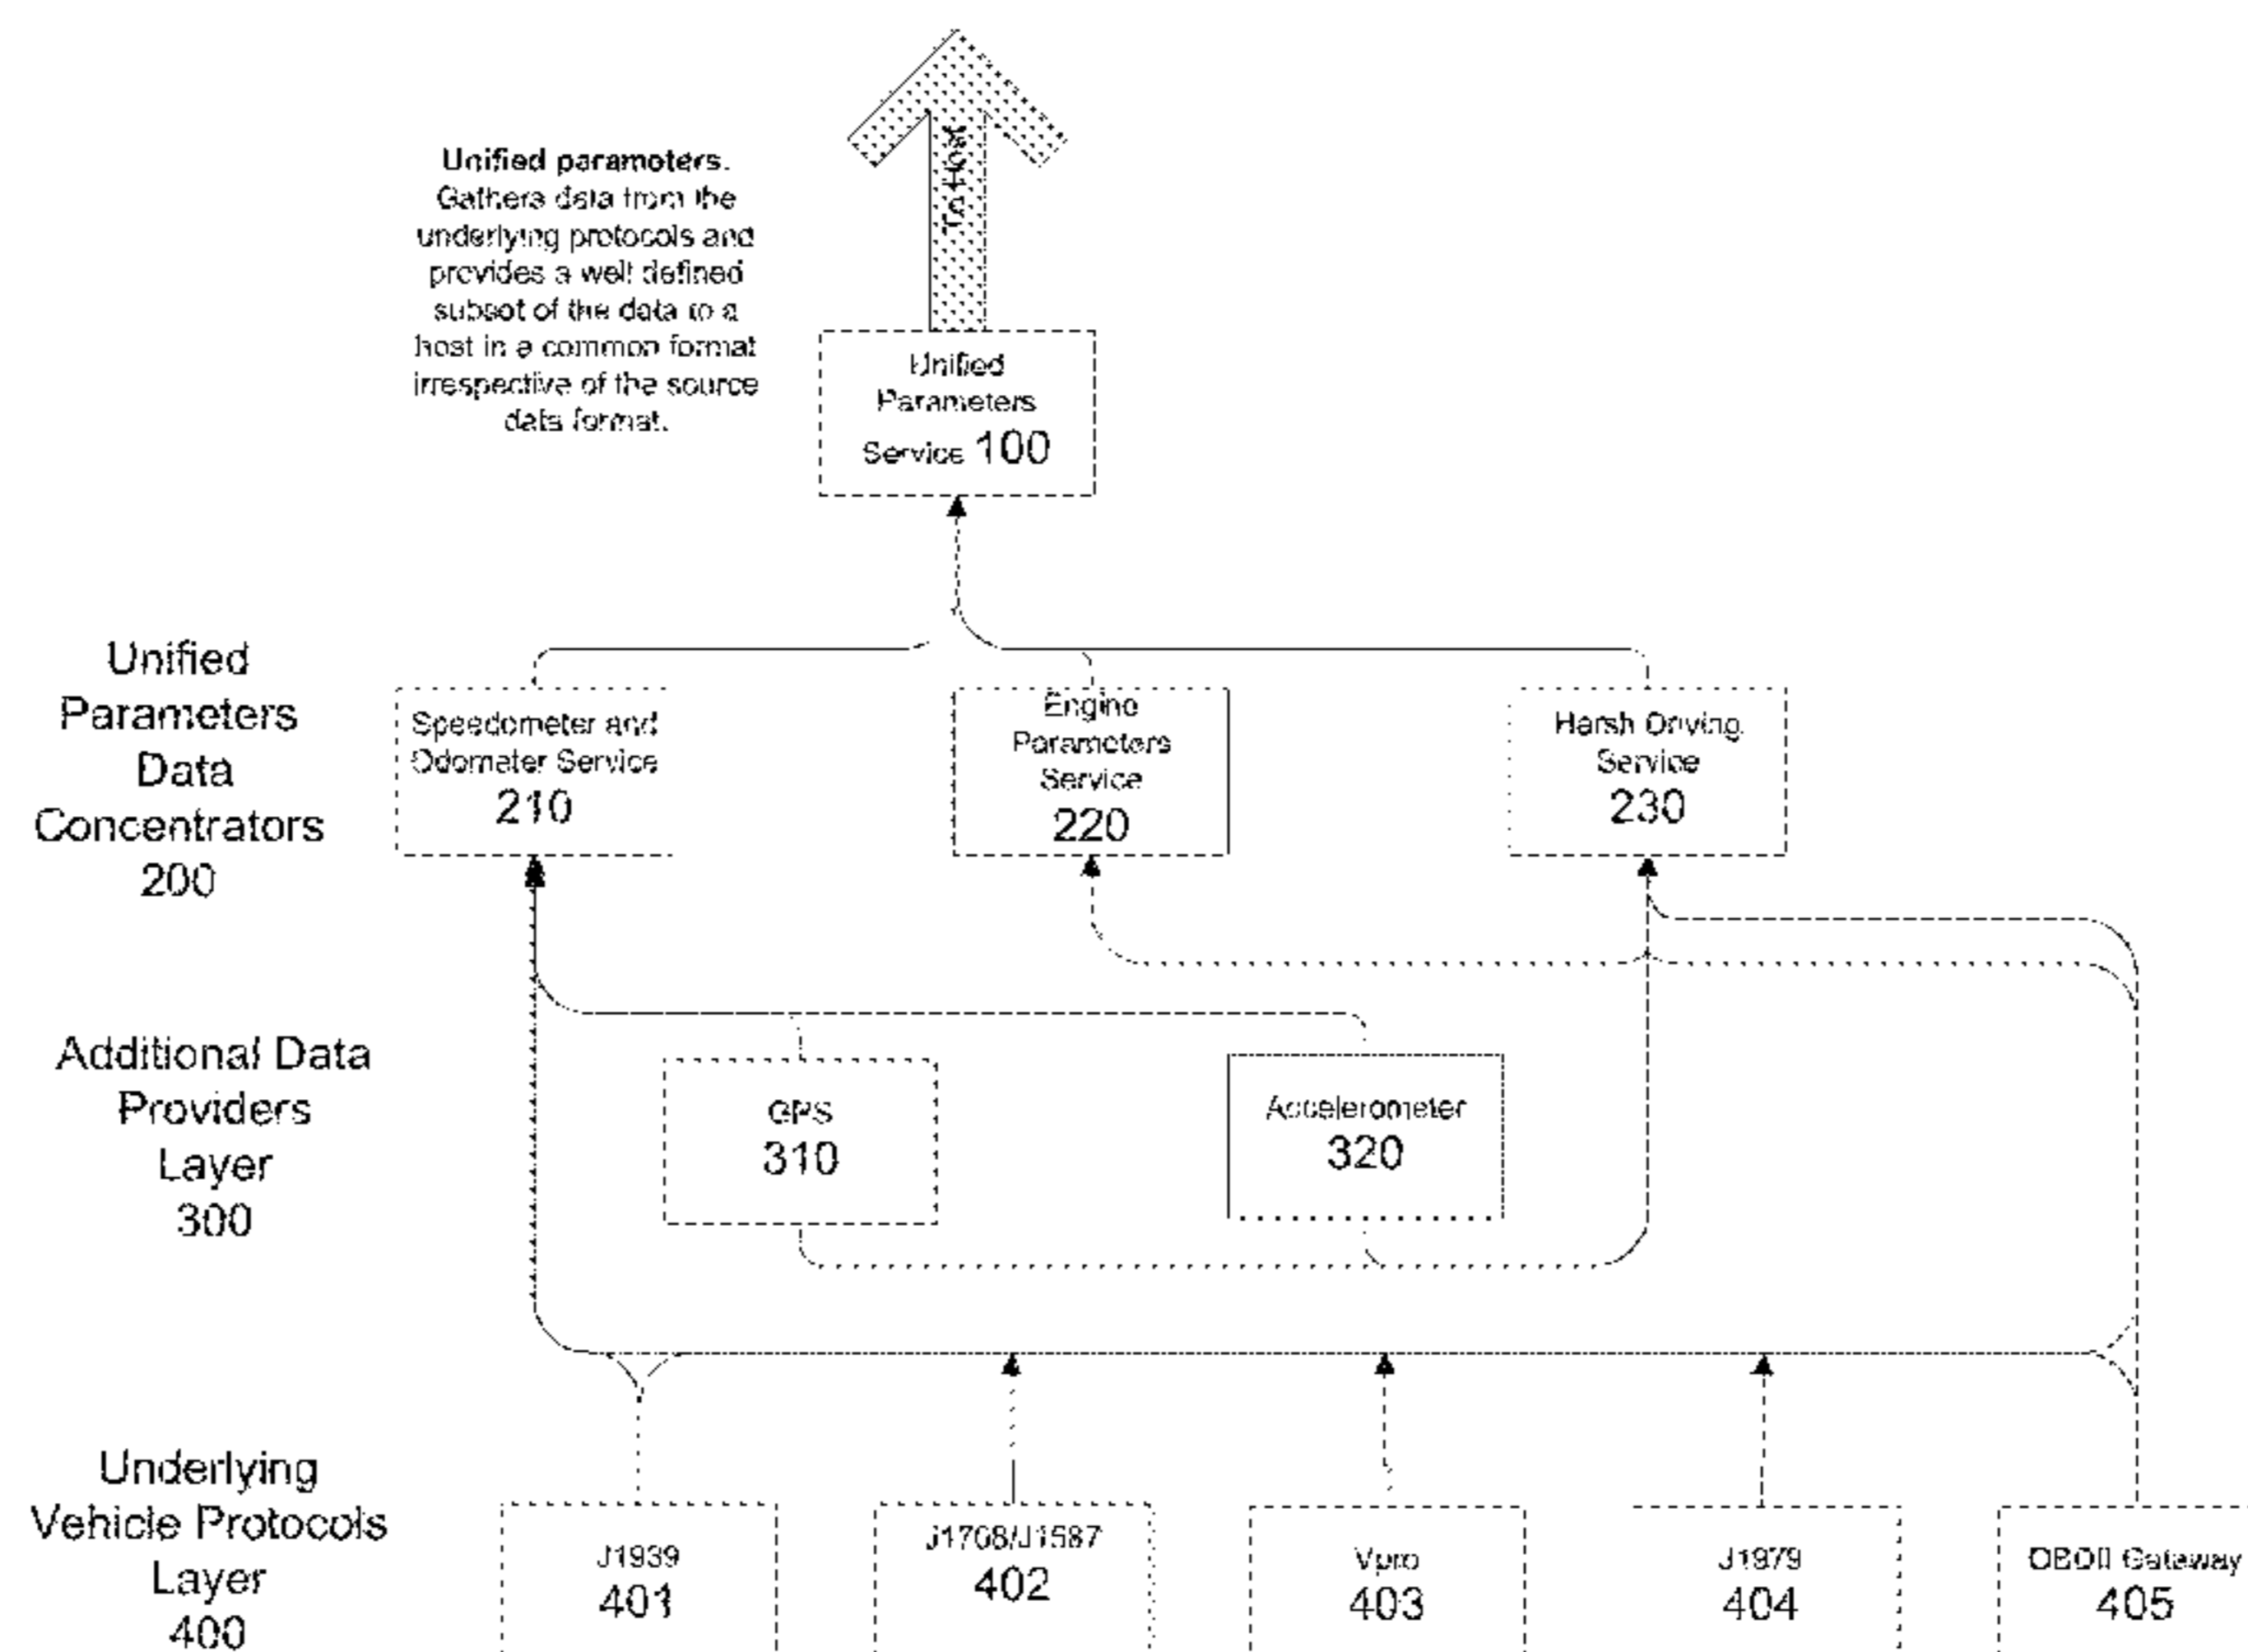 To Host
Unified parameters.
Gathers data from the
underlying protocols and
provides a well defined
subset of the data to a
host in a common format
irrespective of the source
data format.
Unified
Parameters
Service 100
Unified
Parameters
Data
Concentrators
200
Speedometer and
Odometer Service
210
Engine
Parameters
Service
220
Harsh Driving
Service
230
Additional Data
Providers
Layer
300
GPS
310
Accelerometer
320
Underlying
Vehicle Protocols
Layer
400
J1939
401
J1708/J1587
402
Vpro
403
J1979
404
OBDII Gateway
405